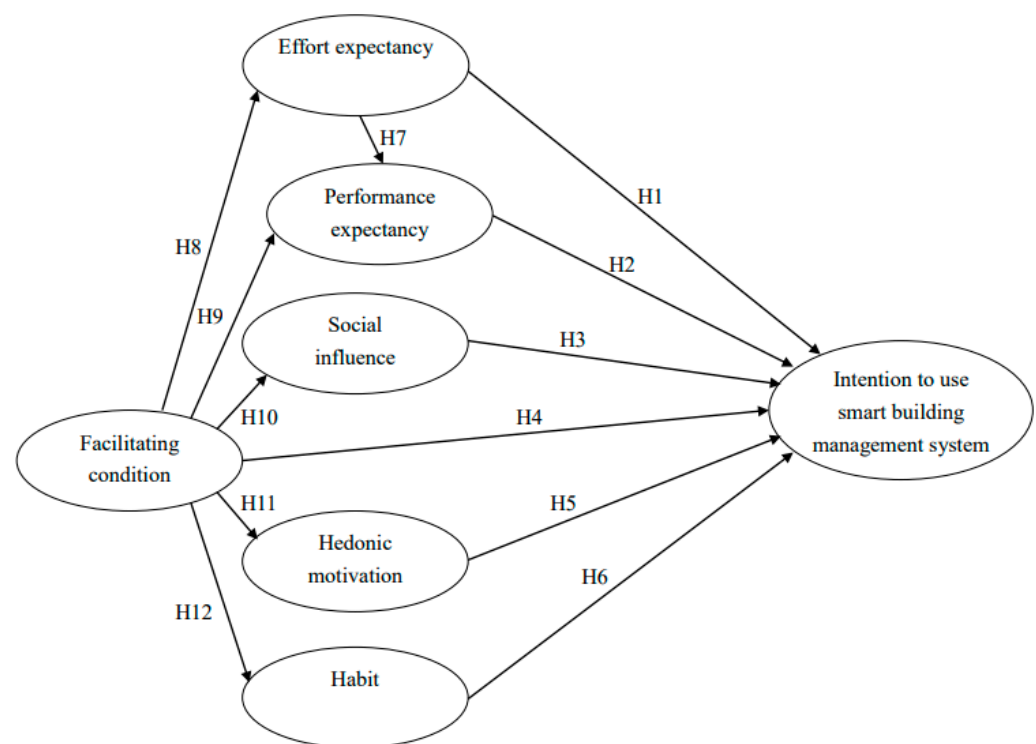 Effort expectancy
H7
Performance
expectancy
H1
H2
H8
H9
Social
influence
H3
H10
H4
Intention to use
smart building
management system
Facilitating
condition
H11
H5
Hedonic
motivation
H6
H12
Habit